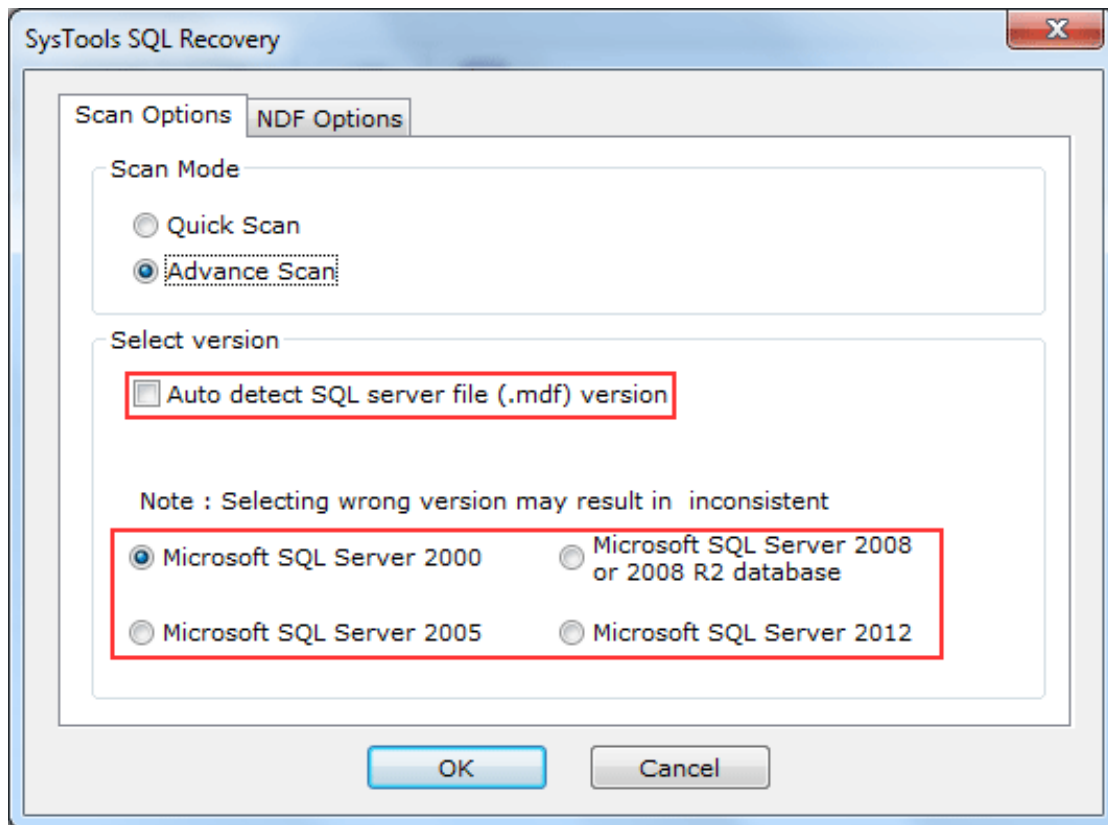 SysTools SQL Recovery
Scan Options
NDF Options
Scan Mode
Quick Scan
Advance Scan
Select version
Auto detect SQL server file (.mdf) version
Note : Selecting wrong version may result in  inconsistent
Microsoft SQL Server 2000
Microsoft SQL Server 2008
or 2008 R2 database
Microsoft SQL Server 2005
Microsoft SQL Server 2012
OK
Cancel